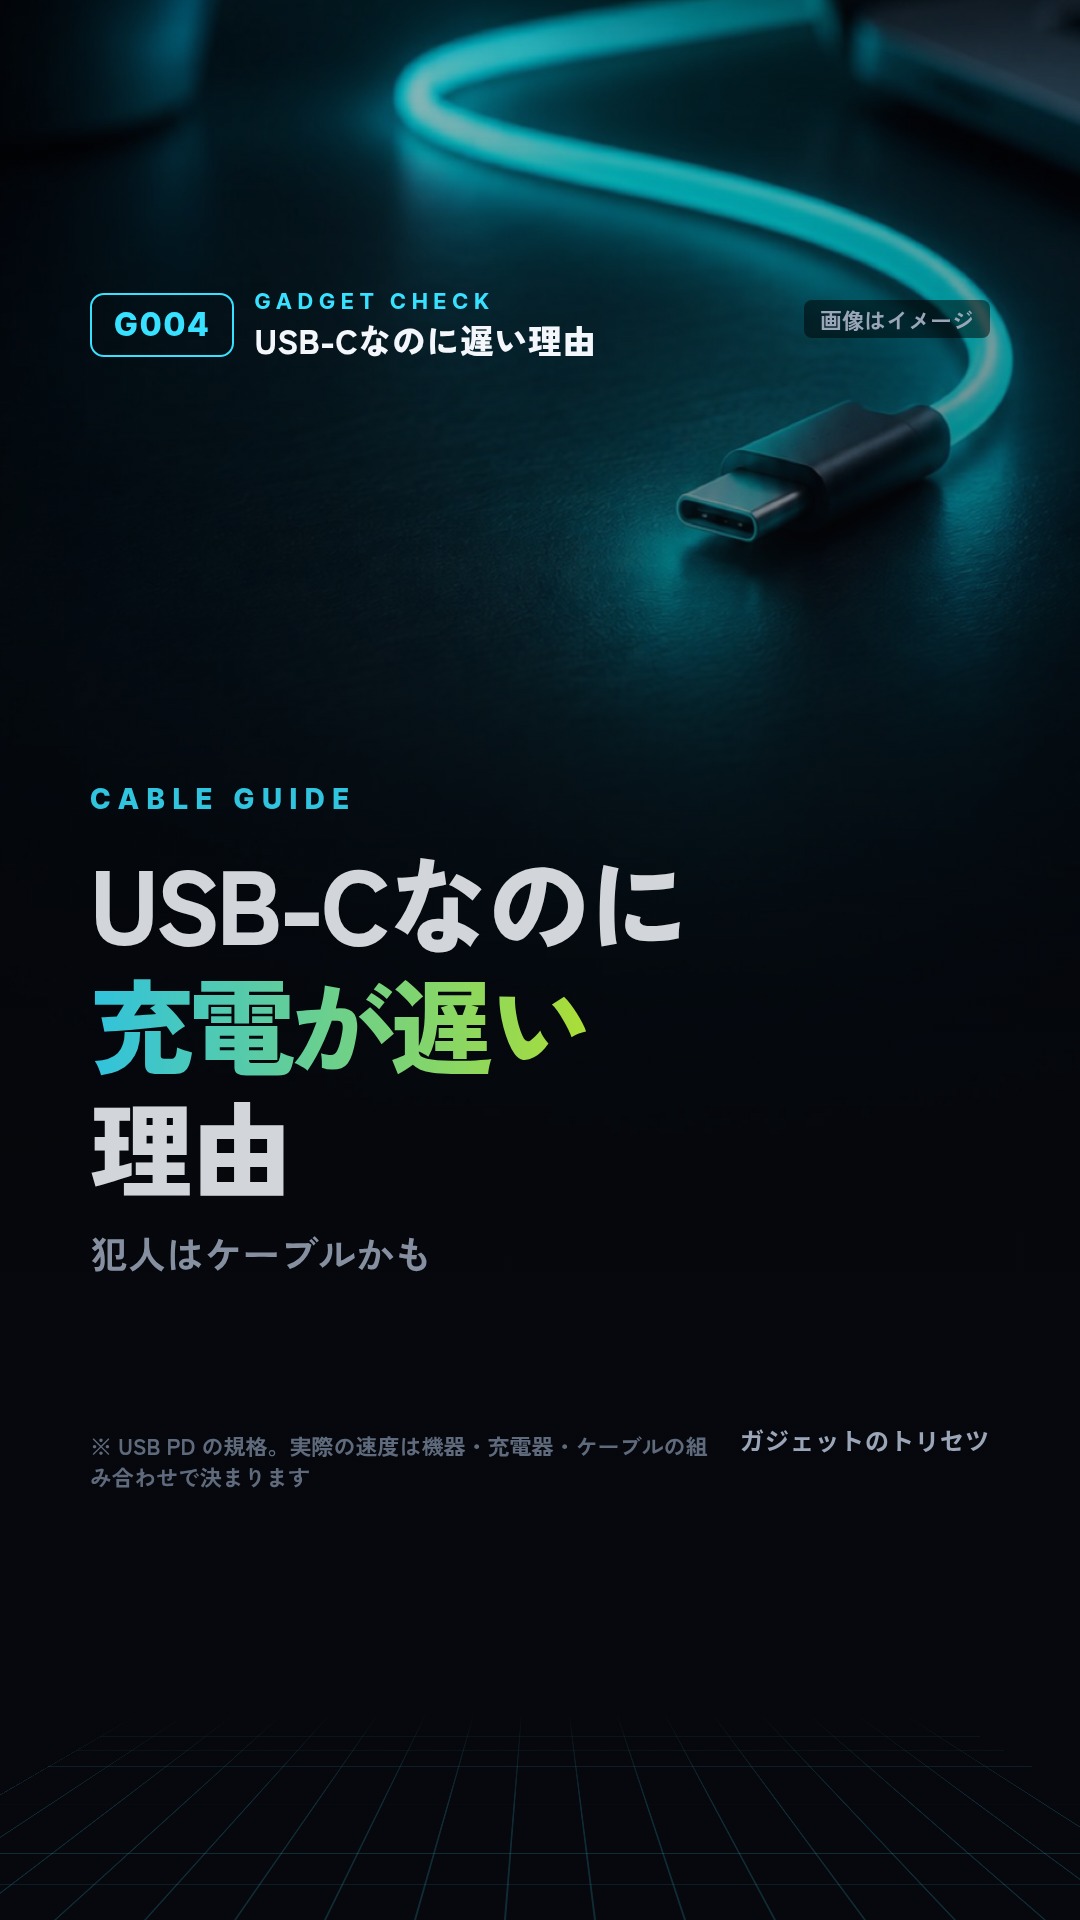 G004
GADGET CHECK
USB-Cなのに遅い理由
画像はイメージ
CABLE GUIDE
USB-Cなのに
充電が遅い
理由
犯人はケーブルかも
※ USB PD の規格。実際の速度は機器・充電器・ケーブルの組
み合わせで決まります
ガジェットのトリセツ